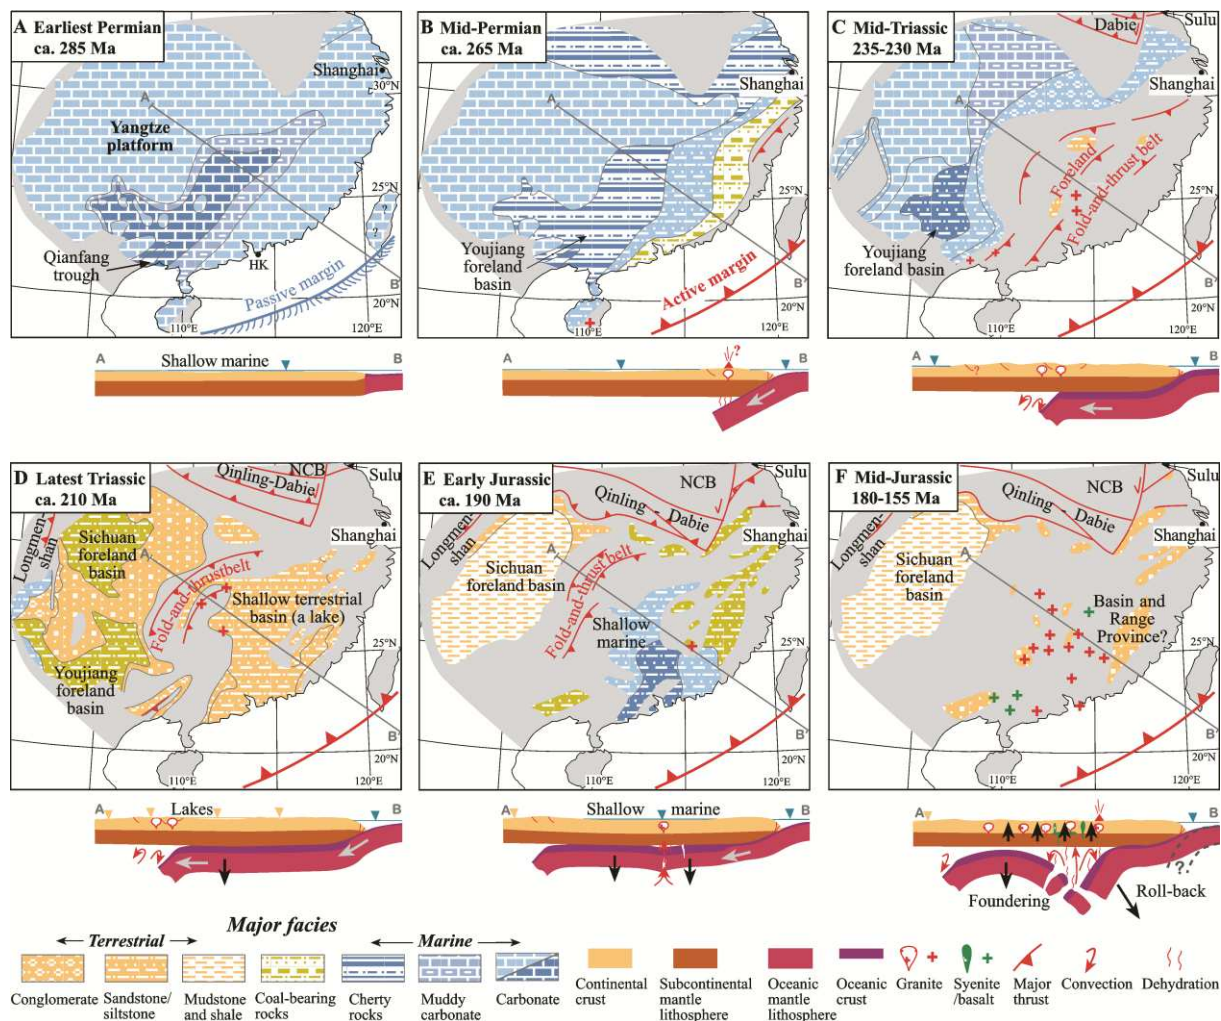 A Earliest Permian
ca. 285 Ma
Shanghai
30°N
A
Yangtze
platform
25°N
?
?
Qianfang
trough
HK
Passive margin
B
20°N
110°E
120°E
A
Shallow marine
B
B Mid-Permian
ca. 265 Ma
Shanghai
A
25°N
Youjiang
foreland
basin
Active margin
B
20°N
110°E
120°E
A
?
B
C Mid-Triassic
235-230 Ma
Dabie
Sulu
Shanghai
A
Foreland
Fold-and-thrust belt
25°N
Youjiang
foreland basin
B
20°N
110°E
120°E
A
?
B
D Latest Triassic
ca. 210 Ma
NCB
Qinling-Dabie
Sulu
Longmen-
shan
Shanghai
Sichuan
foreland
basin
A
Fold-and-thrustbelt
Shallow terrestrial
basin (a lake)
25°N
Youjiang
foreland
basin
B
20°N
110°E
120°E
A
Lakes
B
E Early Jurassic
ca. 190 Ma
NCB
Qinling - Dabie
Sulu
Longmen-
shan
Shanghai
A
Sichuan
foreland basin
Fold-and-thrust belt
Shallow
marine
25°N
B
20°N
110°E
120°E
A
Shallow marine
B
F Mid-Jurassic
180-155 Ma
NCB
Qinling - Dabie
Sulu
Longmen-
shan
Shanghai
A
Sichuan
foreland
basin
Basin and
Range
Province?
25°N
B
20°N
110°E
120°E
A
B
?
Foundering
Roll-back
Major facies
Terrestrial
Marine
Conglomerate
Sandstone/
siltstone
Mudstone
and shale
Coal-bearing
rocks
Cherty
rocks
Muddy
carbonate
Carbonate
Continental
crust
Subcontinental
mantle
lithosphere
Oceanic
mantle
lithosphere
Oceanic
crust
Granite
Syenite
/basalt
Major
thrust
Convection
Dehydration